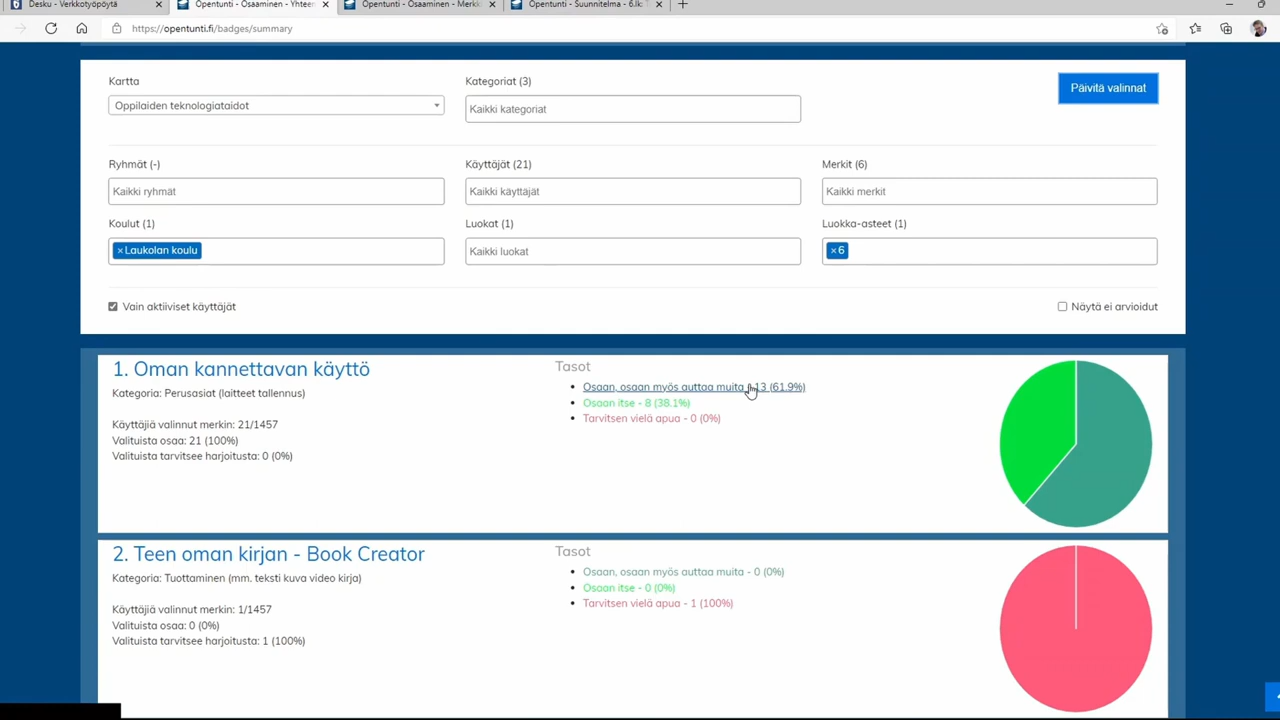 Desku - Verkkotyöpöytä
Opentunti - Osaaminen - Yhteen
Opentunti - Osaaminen - Merkk
Opentunti - Suunnitelma - 6.lk: T
https://opentunti.fi/badges/summary
Kartta
Kategoriat (3)
Oppilaiden teknologiataidot
Kaikki kategoriat
Päivitä valinnat
Ryhmät (-)
Käyttäjät (21)
Merkit (6)
Kaikki ryhmät
Kaikki käyttäjät
Kaikki merkit
Koulut (1)
Luokat (1)
Luokka-asteet (1)
×Laukolan koulu
Kaikki luokat
×6
Vain aktiiviset käyttäjät
Näytä ei arvioidut
1. Oman kannettavan käyttö
Kategoria: Perusasiat (laitteet tallennus)
Käyttäjiä valinnut merkin: 21/1457
Valituista osaa: 21 (100%)
Valituista tarvitsee harjoitusta: 0 (0%)
Tasot
Osaan, osaan myös auttaa muita 13 (61.9%)
Osaan itse - 8 (38.1%)
Tarvitsen vielä apua - 0 (0%)
2. Teen oman kirjan - Book Creator
Kategoria: Tuottaminen (mm. teksti kuva video kirja)
Käyttäjiä valinnut merkin: 1/1457
Valituista osaa: 0 (0%)
Valituista tarvitsee harjoitusta: 1 (100%)
Tasot
Osaan, osaan myös auttaa muita - 0 (0%)
Osaan itse - 0 (0%)
Tarvitsen vielä apua - 1 (100%)